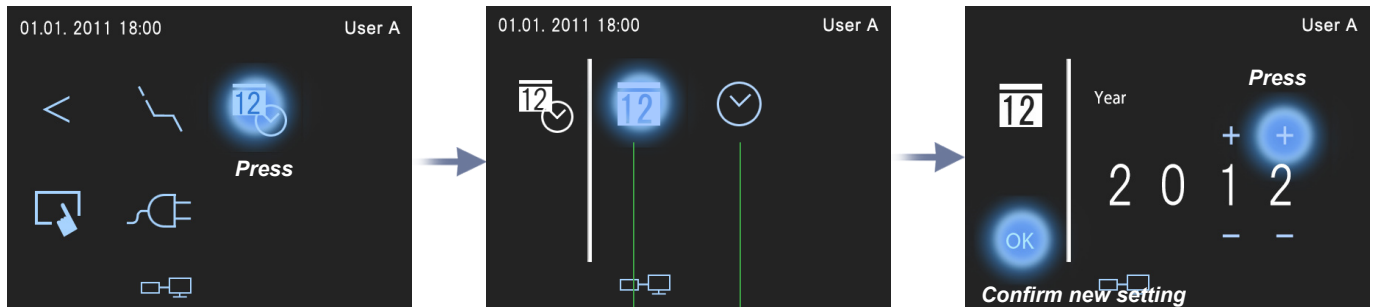 01.01. 2011 18:00 User A
12
Press
01.01. 2011 18:00 User A
12 12
User A
Press
12 Year
+ +
2 0 1 2
OK
− −
Confirm new setting